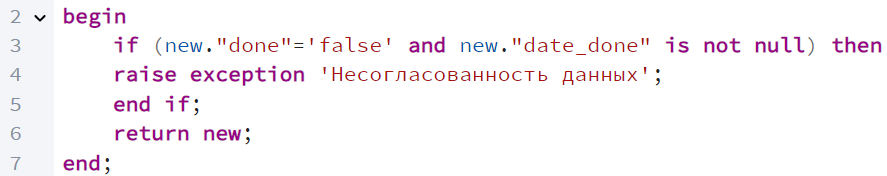 2 begin
3 if (new."done"='false' and new."date_done" is not null) then
4 raise exception 'Несогласованность данных';
5 end if;
6 return new;
7 end;